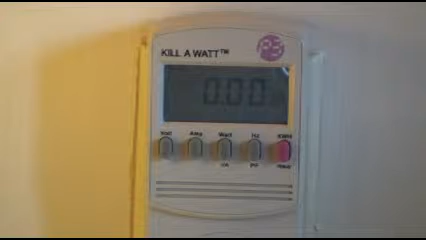 KILL A WATT™
P3
0.00
Volt Amp Watt Hz KWH
VA PF Hour